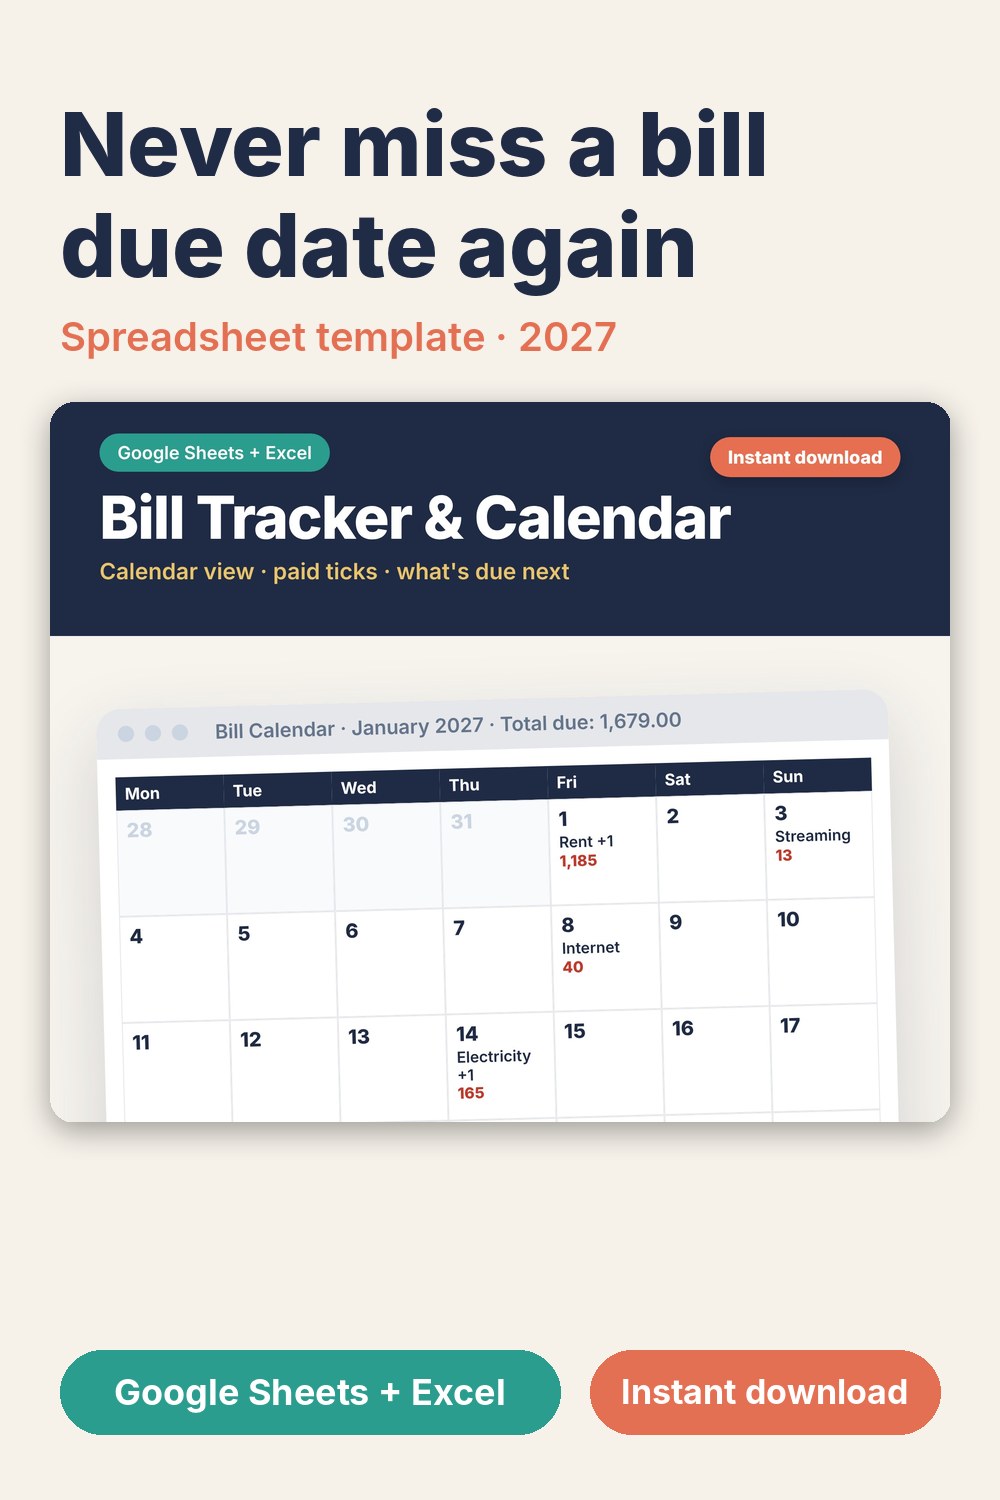 Never miss a bill
due date again
Spreadsheet template · 2027
Google Sheets + Excel
Instant download
Bill Tracker & Calendar
Calendar view · paid ticks · what's due next
Bill Calendar · January 2027 · Total due: 1,679.00
Mon Tue Wed Thu Fri Sat Sun
28 29 30 31 1 2 3
Rent +1 Streaming
1,185 13
4 5 6 7 8 9 10
Internet
40
11 12 13 14 15 16 17
Electricity
+1
165
Google Sheets + Excel
Instant download